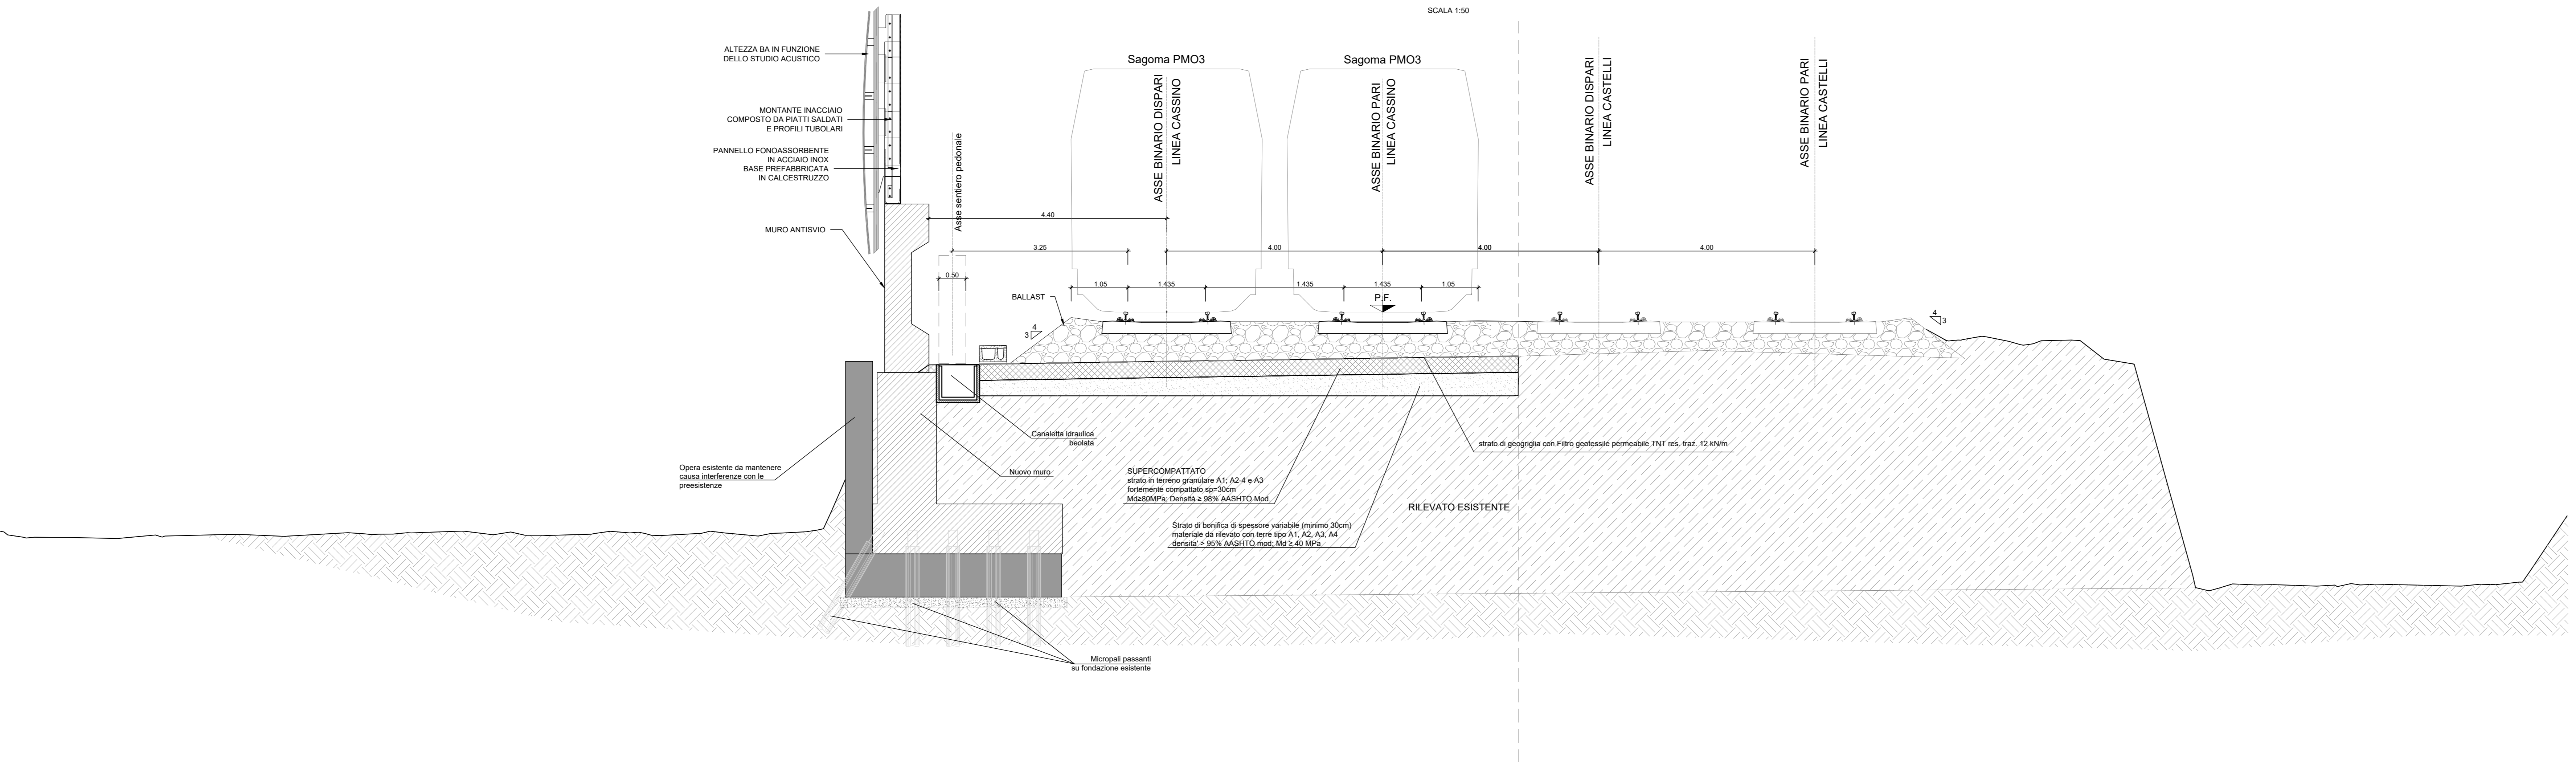 SCALA 1:50
ALTEZZA BA IN FUNZIONE
DELLO STUDIO ACUSTICO
MONTANTE INACCIAIO
COMPOSTO DA PIATTI SALDATI
E PROFILI TUBOLARI
PANNELLO FONOASSORBENTE
IN ACCIAIO INOX
BASE PREFABBRICATA
IN CALCESTRUZZO
MURO ANTISVIO
Asse sentiero pedonale
Sagoma PMO3
ASSE BINARIO DISPARI
LINEA CASSINO
Sagoma PMO3
ASSE BINARIO PARI
LINEA CASSINO
ASSE BINARIO DISPARI
LINEA CASTELLI
ASSE BINARIO PARI
LINEA CASTELLI
4.40
3.25
4.00
4.00
4.00
0.50
1.05
1.435
1.435
1.05
BALLAST
P.F.
4
3
4
3
Canaletta idraulica
beolata
Nuovo muro
Opera esistente da mantenere
causa interferenze con le
preesistenze
SUPERCOMPATTATO
strato in terreno granulare A1; A2-4 e A3
fortemente compattato sp=30cm
Md≥80MPa; Densità ≥ 98% AASHTO Mod.
strato di geogriglia con Filtro geotessile permeabile TNT res. traz. 12 kN/m
RILEVATO ESISTENTE
Strato di bonifica di spessore variabile (minimo 30cm)
materiale da rilevato con terre tipo A1, A2, A3, A4
densita' > 95% AASHTO mod; Md ≥ 40 MPa
Micropali passanti
su fondazione esistente